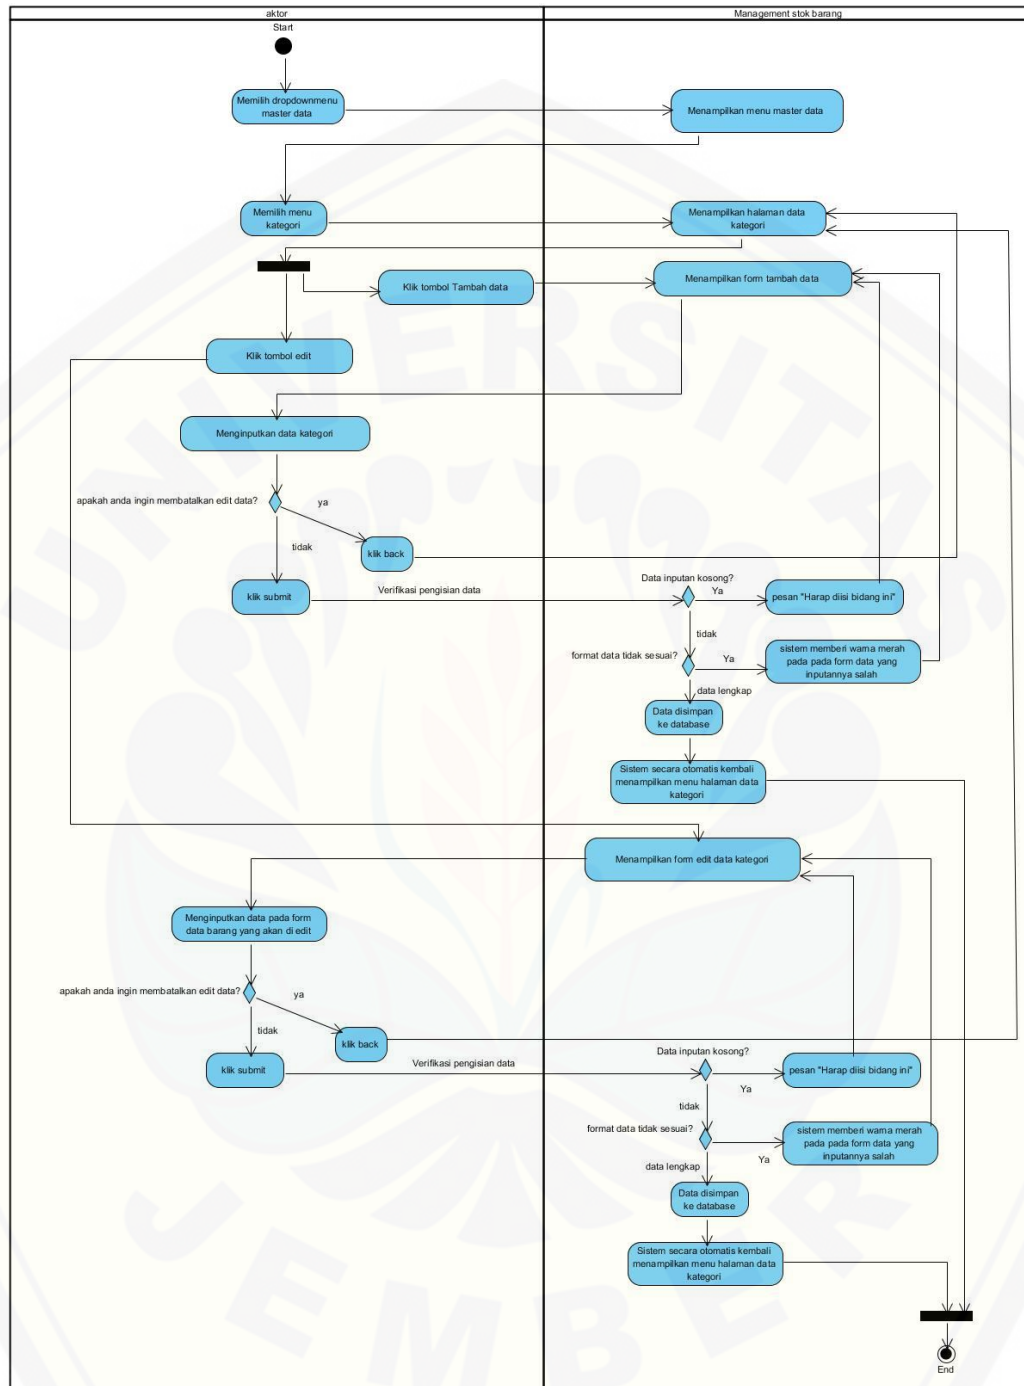 aktor
Management stok barang
Start
Memilih dropdownmenu
master data
Menampilkan menu master data
Memilih menu
kategori
Menampilkan halaman data
kategori
Klik tombol Tambah data
Menampilkan form tambah data
Klik tombol edit
Menginputkan data kategori
apakah anda ingin membatalkan edit data?
ya
tidak
klik back
klik submit
Verifikasi pengisian data
Data inputan kosong?
Ya
pesan "Harap diisi bidang ini"
tidak
format data tidak sesuai?
Ya
sistem memberi warna merah
pada pada form data yang
inputannya salah
data lengkap
Data disimpan
ke database
Sistem secara otomatis kembali
menampilkan menu halaman data
kategori
Menampilkan form edit data kategori
Menginputkan data pada form
data barang yang akan di edit
apakah anda ingin membatalkan edit data?
ya
tidak
klik back
klik submit
Verifikasi pengisian data
Data inputan kosong?
Ya
pesan "Harap diisi bidang ini"
tidak
format data tidak sesuai?
Ya
sistem memberi warna merah
pada pada form data yang
inputannya salah
data lengkap
Data disimpan
ke database
Sistem secara otomatis kembali
menampilkan menu halaman data
kategori
End
UNIVERSITAS
JEMBER